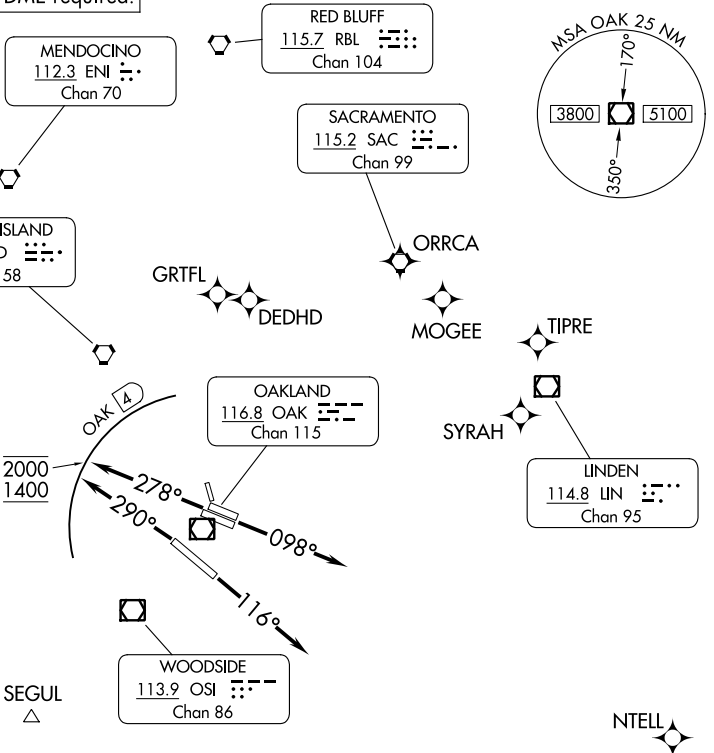 DME required.
RED BLUFF
115.7 RBL
Chan 104
MENDOCINO
112.3 ENI
Chan 70
MSA OAK 25 NM
170°
3800
5100
350°
SACRAMENTO
115.2 SAC
Chan 99
ISLAND
58
ORRCA
GRTFL
DEDHD
MOGEE
TIPRE
OAKLAND
116.8 OAK
Chan 115
OAK 4
SYRAH
2000
1400
278°
290°
098°
116°
LINDEN
114.8 LIN
Chan 95
WOODSIDE
113.9 OSI
Chan 86
SEGUL
NTELL